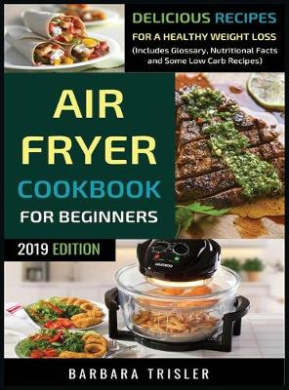 DELICIOUS RECIPES
FOR A HEALTHY WEIGHT LOSS
(Includes Glossary, Nutritional Facts
and Some Low Carb Recipes)
AIR
FRYER
COOKBOOK
FOR BEGINNERS
2019 EDITION
BARBARA TRISLER